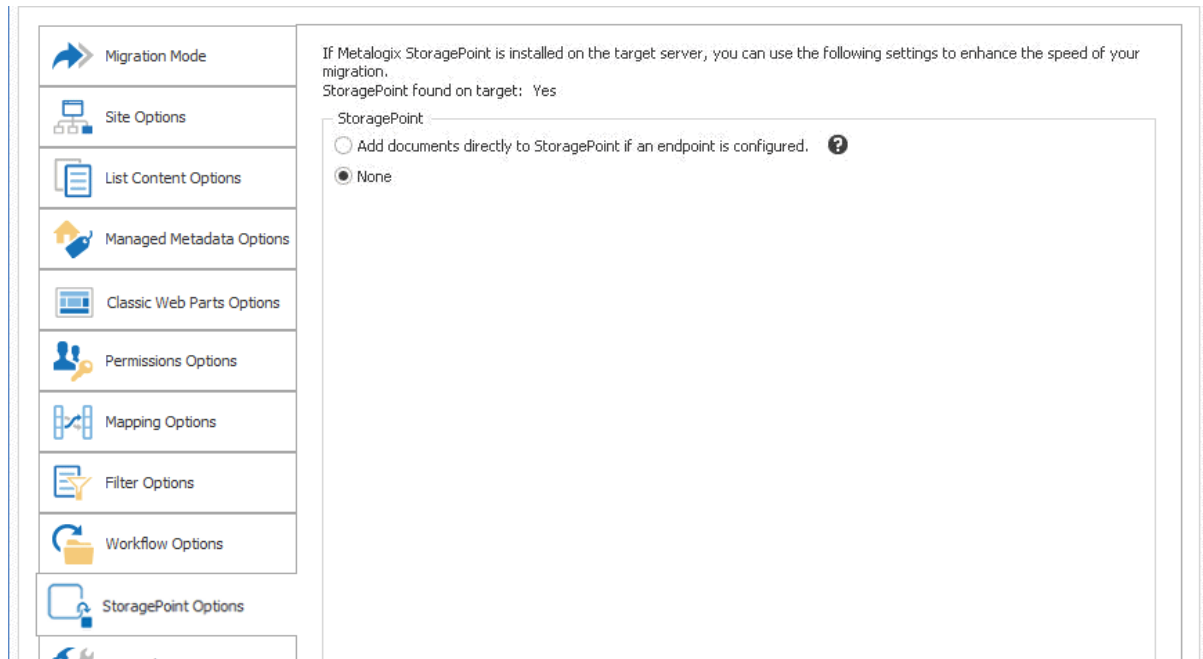 Migration Mode
Site Options
List Content Options
Managed Metadata Options
Classic Web Parts Options
Permissions Options
Mapping Options
Filter Options
Workflow Options
StoragePoint Options
If Metalogix StoragePoint is installed on the target server, you can use the following settings to enhance the speed of your
migration.
StoragePoint found on target: Yes
StoragePoint
Add documents directly to StoragePoint if an endpoint is configured. ?
None